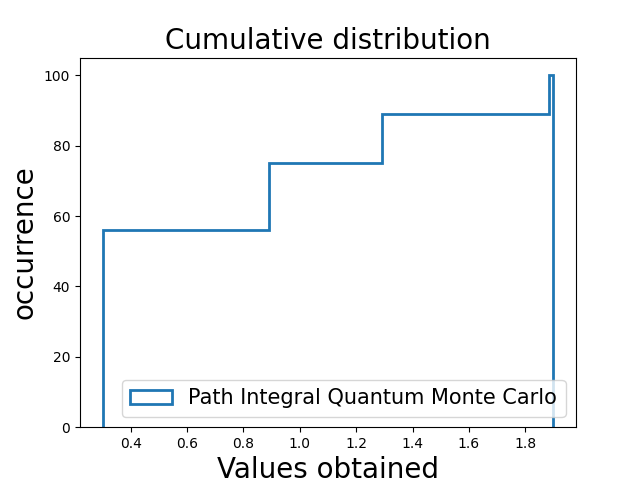 Cumulative distribution
occurrence
100
80
60
40
20
0
Path Integral Quantum Monte Carlo
0.4 0.6 0.8 1.0 1.2 1.4 1.6 1.8
Values obtained